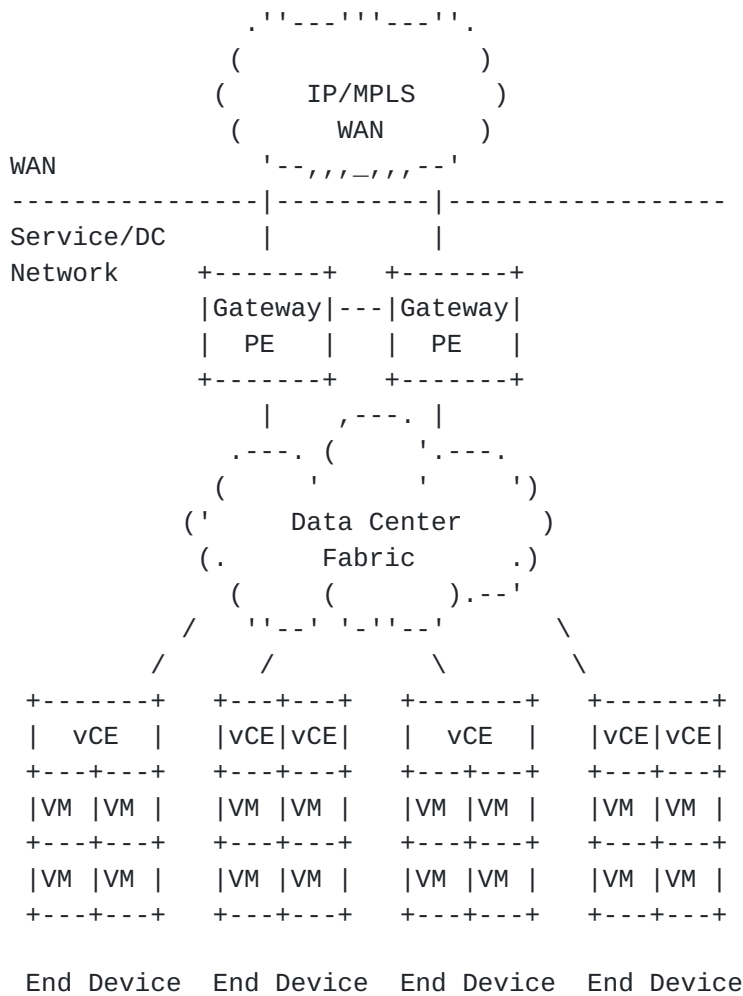 IP/MPLS
WAN
WAN
Service/DC
Network
Gateway Gateway
PE PE
Data Center
Fabric
vCE vCE vCE vCE vCE vCE
VM VM VM VM VM VM VM VM
VM VM VM VM VM VM VM VM
End Device End Device End Device End Device